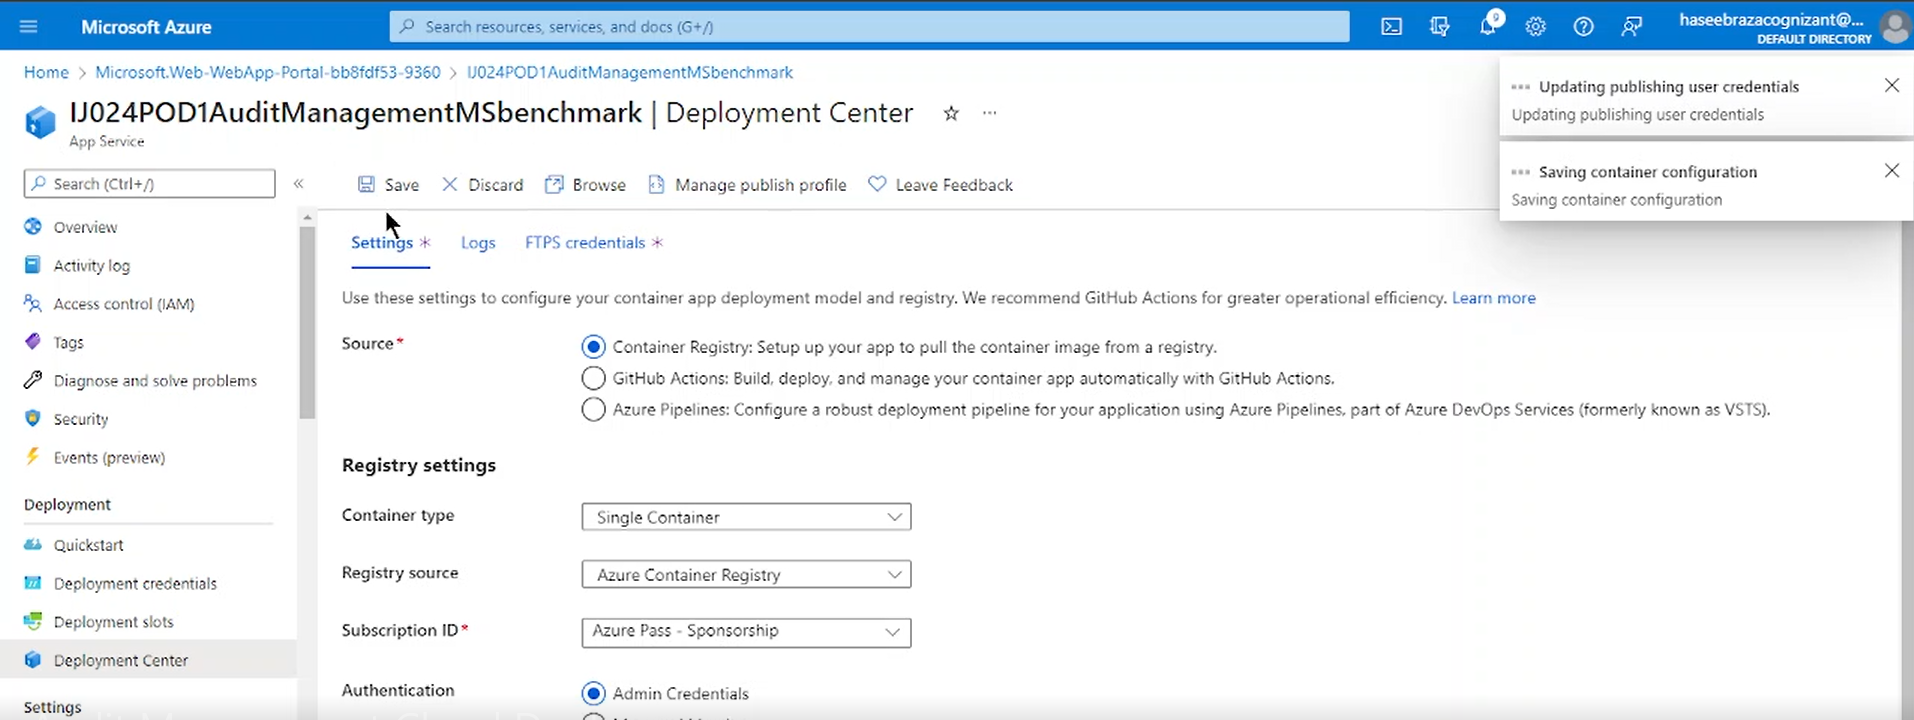 Microsoft Azure
Search resources, services, and docs (G+/)
9
haseebrazacognizant@...
DEFAULT DIRECTORY
Home > Microsoft.Web-WebApp-Portal-bb8fdf53-9360 > IJ024POD1AuditManagementMSbenchmark
IJ024POD1AuditManagementMSbenchmark | Deployment Center
App Service
Updating publishing user credentials
Updating publishing user credentials
Saving container configuration
Saving container configuration
Search (Ctrl+/)
Save
Discard
Browse
Manage publish profile
Leave Feedback
Overview
Activity log
Access control (IAM)
Tags
Diagnose and solve problems
Security
Events (preview)
Deployment
Quickstart
Deployment credentials
Deployment slots
Deployment Center
Settings
Settings *
Logs
FTPS credentials *
Use these settings to configure your container app deployment model and registry. We recommend GitHub Actions for greater operational efficiency. Learn more
Source*
Container Registry: Setup up your app to pull the container image from a registry.
GitHub Actions: Build, deploy, and manage your container app automatically with GitHub Actions.
Azure Pipelines: Configure a robust deployment pipeline for your application using Azure Pipelines, part of Azure DevOps Services (formerly known as VSTS).
Registry settings
Container type
Single Container
Registry source
Azure Container Registry
Subscription ID*
Azure Pass - Sponsorship
Authentication
Admin Credentials